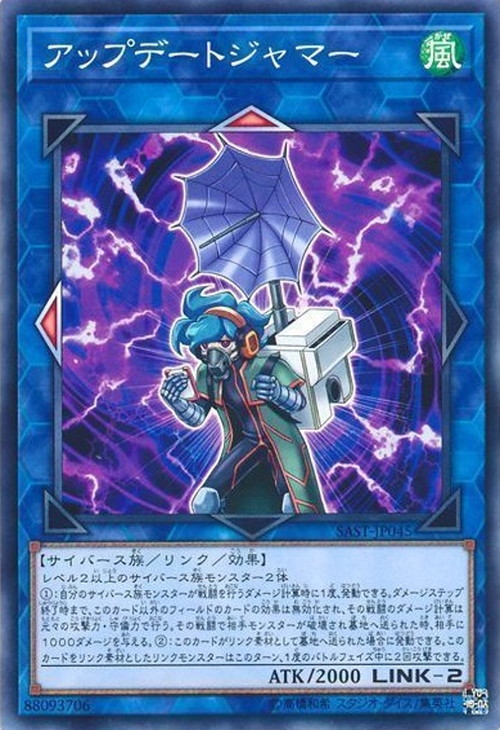 アップデートジャマー
風
SAST-JP045
【サイバース族／リンク／効果】
レベル２以上のサイバース族モンスター２体
①：自分のサイバース族モンスターが戦闘を行うダメージ計算時に１度、発動できる。ダメージステップ
終了時まで、このカード以外のフィールドのカードの効果は無効化され、その戦闘のダメージ計算は
元々の攻撃力・守備力で行う。その戦闘で相手モンスターが破壊され墓地へ送られた時、相手に
１０００ダメージを与える。②：このカードがリンク素材として墓地へ送られた場合に発動できる。この
カードをリンク素材としたリンクモンスターはこのターン、１度のバトルフェイズ中に２回攻撃できる。
ATK/2000 LINK-2
88093706 ©高橋和希 スタジオ・ダイス/集英社